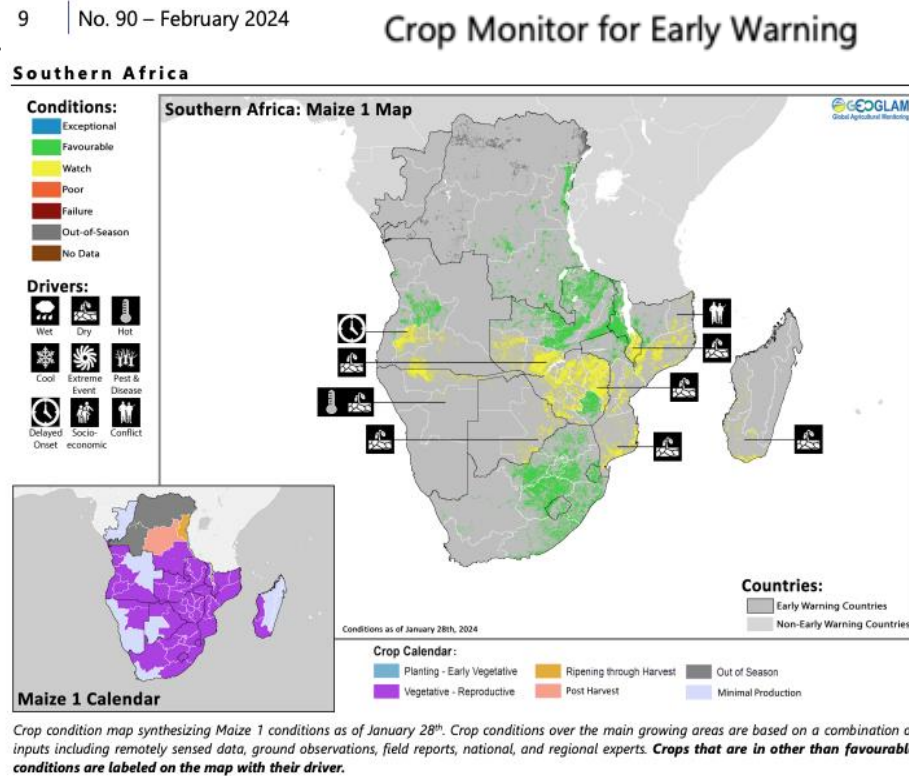 9
No. 90 – February 2024
Crop Monitor for Early Warning
Southern Africa
Conditions:
Exceptional
Favourable
Watch
Poor
Failure
Out-of-Season
No Data
Drivers:
Wet
Dry
Hot
Cool
Extreme
Event
Pest &
Disease
Delayed
Onset
Socio-
economic
Conflict
Southern Africa: Maize 1 Map
GEOGLAM
Global Agricultural Monitoring
Countries:
Early Warning Countries
Non-Early Warning Countries
Conditions as of January 28th, 2024
Maize 1 Calendar
Crop Calendar:
Planting - Early Vegetative
Vegetative - Reproductive
Ripening through Harvest
Post Harvest
Out of Season
Minimal Production
Crop condition map synthesizing Maize 1 conditions as of January 28th. Crop conditions over the main growing areas are based on a combination o
inputs including remotely sensed data, ground observations, field reports, national, and regional experts. Crops that are in other than favourabl
conditions are labeled on the map with their driver.